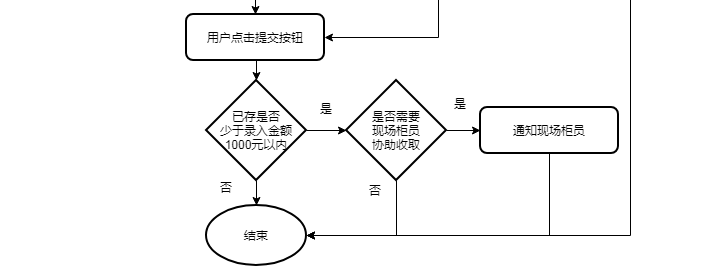 用户点击提交按钮
已存是否
少于录入金额
1000元以内
是
是否需要
现场柜员
协助收取
是
通知现场柜员
否
否
结束